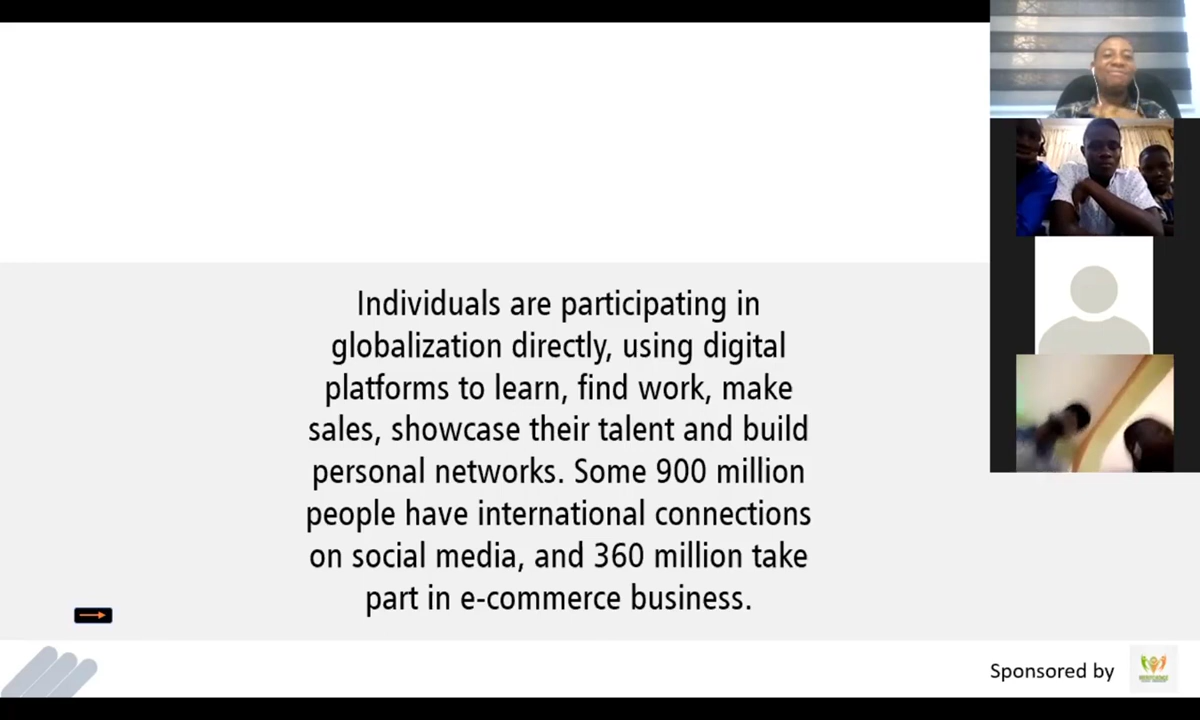 Individuals are participating in
globalization directly, using digital
platforms to learn, find work, make
sales, showcase their talent and build
personal networks. Some 900 million
people have international connections
on social media, and 360 million take
part in e-commerce business.
Sponsored by